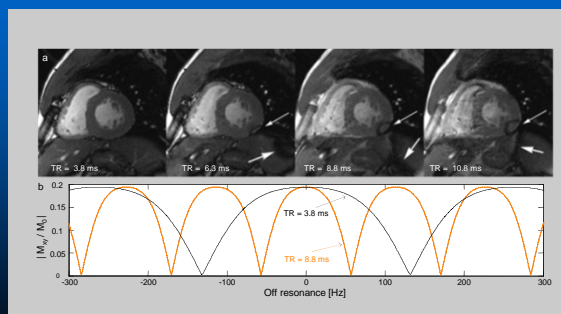 a
TR = 3.8 ms
TR = 6.3 ms
TR = 8.8 ms
TR = 10.8 ms
b
0.2
0.15
0.1
0.05
0
| Mxy/ M0 |
TR = 3.8 ms
TR = 8.8 ms
-300
-200
-100
0
100
200
300
Off resonance [Hz]